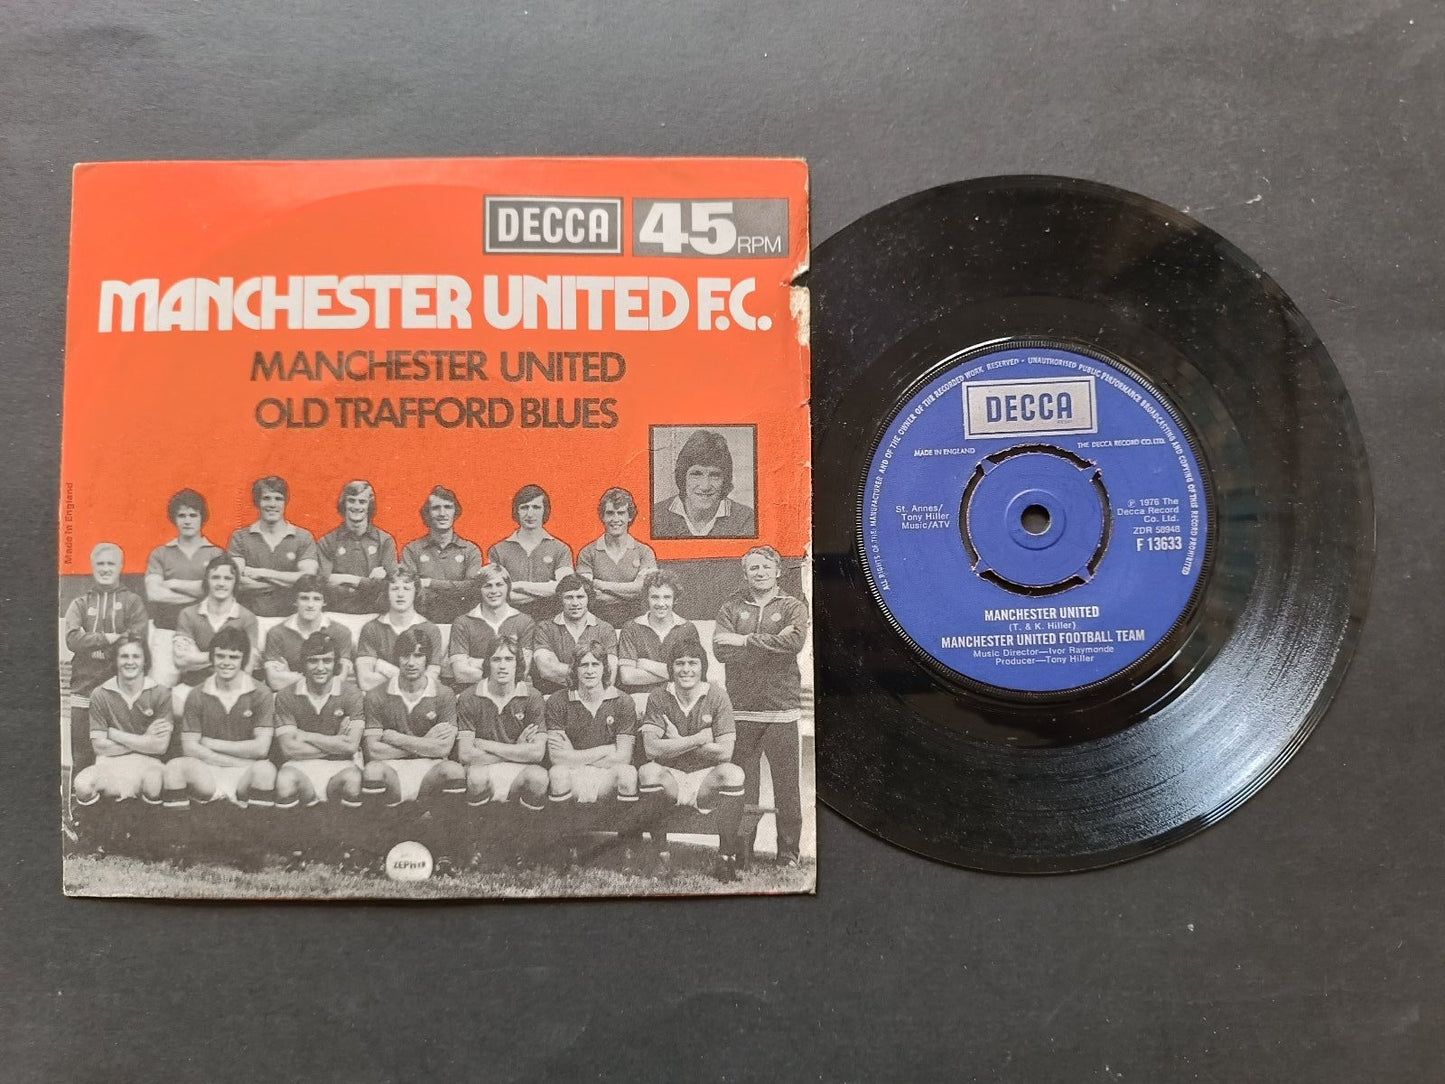 DECCA 45 RPM
MANCHESTER UNITED F.C.
MANCHESTER UNITED
OLD TRAFFORD BLUES
Made in England
ZEPHYR
ALL RIGHTS OF THE MANUFACTURER AND OF THE OWNER OF THE RECORDED WORK RESERVED - UNAUTHORISED PUBLIC PERFORMANCE BROADCASTING AND COPYING OF THIS RECORD PROHIBITED
DECCA
MADE IN ENGLAND
THE DECCA RECORD CO. LTD.
St. Annes/
Tony Hiller
Music/ATV
℗ 1976 The
Decca Record
Co. Ltd.
ZDR 58948
F 13633
MANCHESTER UNITED
(T. & K. Hiller)
MANCHESTER UNITED FOOTBALL TEAM
Music Director—Ivor Raymonde
Producer—Tony Hiller